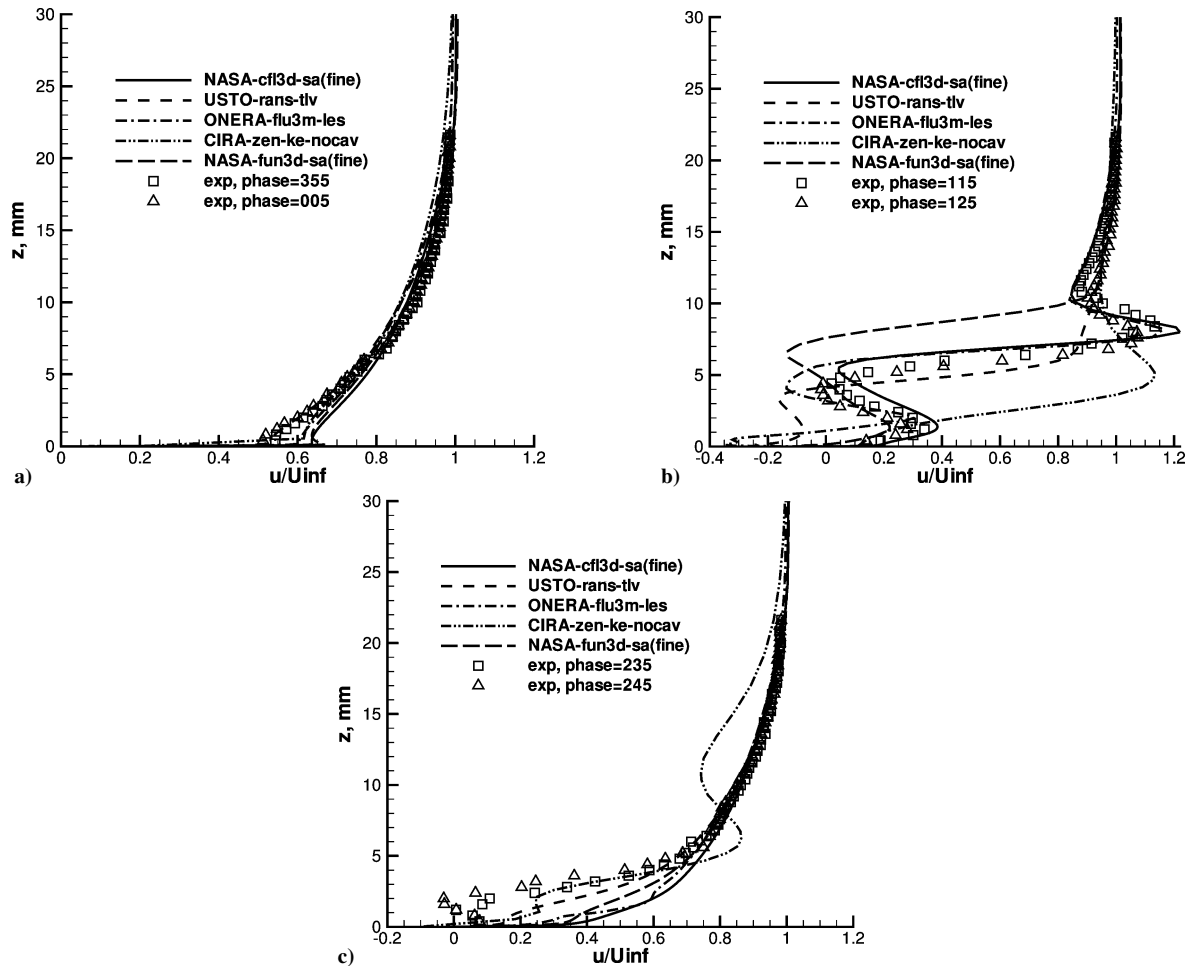 30
25
20
15
10
5
0
z, mm
NASA-cfl3d-sa(fine)
USTO-rans-tlv
ONERA-flu3m-les
CIRA-zen-ke-nocav
NASA-fun3d-sa(fine)
exp, phase=355
exp, phase=005
0 0.2 0.4 0.6 0.8 1 1.2
u/Uinf
a)
30
25
20
15
10
5
0
z, mm
NASA-cfl3d-sa(fine)
USTO-rans-tlv
ONERA-flu3m-les
CIRA-zen-ke-nocav
NASA-fun3d-sa(fine)
exp, phase=115
exp, phase=125
-0.4 -0.2 0 0.2 0.4 0.6 0.8 1 1.2
u/Uinf
b)
30
25
20
15
10
5
0
z, mm
NASA-cfl3d-sa(fine)
USTO-rans-tlv
ONERA-flu3m-les
CIRA-zen-ke-nocav
NASA-fun3d-sa(fine)
exp, phase=235
exp, phase=245
-0.2 0 0.2 0.4 0.6 0.8 1 1.2
u/Uinf
c)